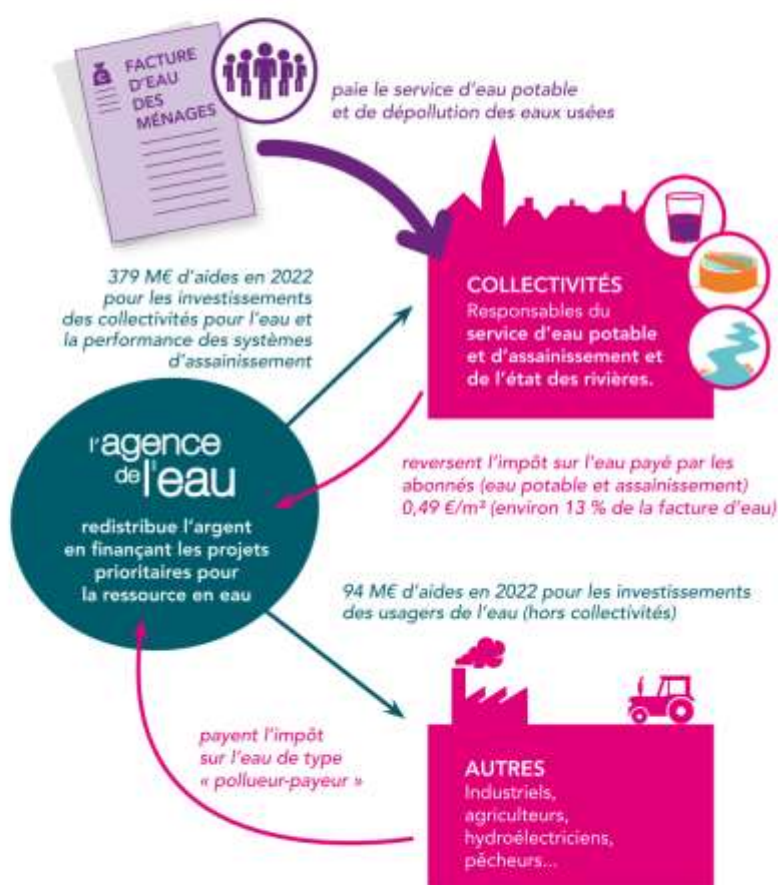 FACTURE
D'EAU
DES
MÉNAGES
paie le service d'eau potable
et de dépollution des eaux usées
379 M€ d'aides en 2022
pour les investissements
des collectivités pour l'eau et
la performance des systèmes
d'assainissement
COLLECTIVITÉS
Responsables du
service d'eau potable
et d'assainissement et
de l'état des rivières.
l'agence
de l'eau
redistribue l'argent
en finançant les projets
prioritaires pour
la ressource en eau
reversent l'impôt sur l'eau payé par les
abonnés (eau potable et assainissement)
0,49 €/m³ (environ 13 % de la facture d'eau)
94 M€ d'aides en 2022 pour les investissements
des usagers de l'eau (hors collectivités)
payent l'impôt
sur l'eau de type
« pollueur-payeur »
AUTRES
Industriels,
agriculteurs,
hydroélectriciens,
pêcheurs...